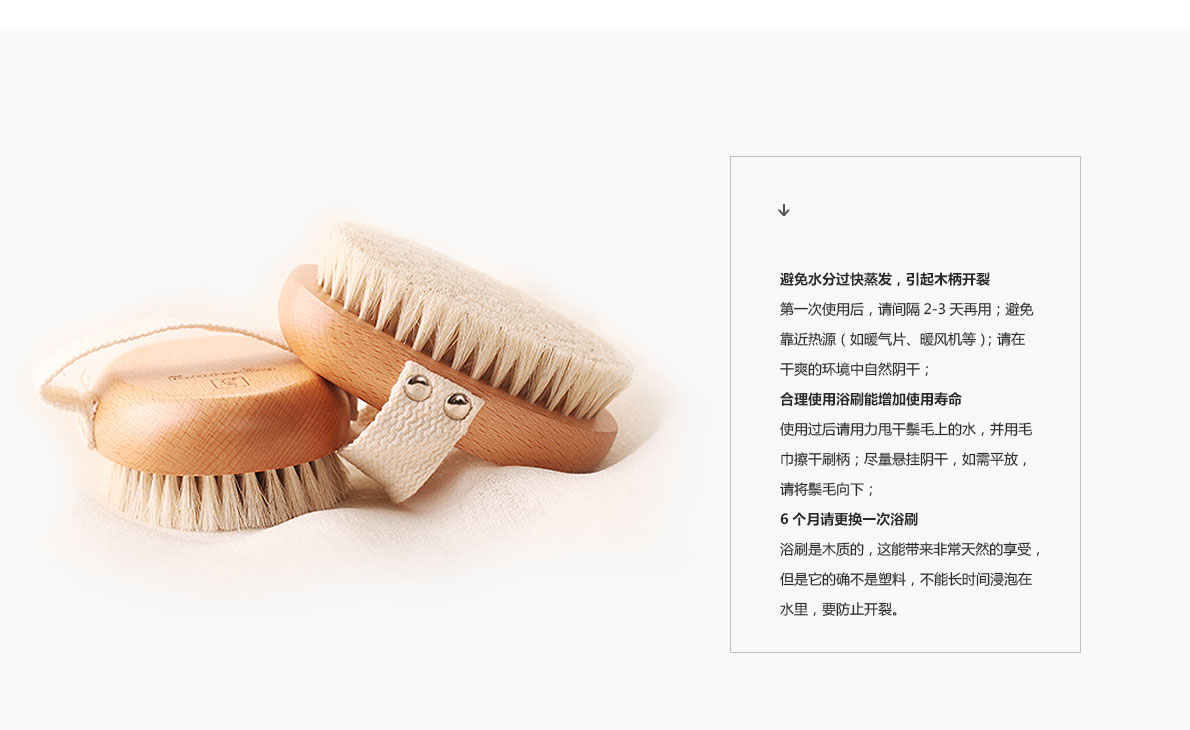 避免水分过快蒸发，引起木柄开裂
第一次使用后，请间隔 2-3 天再用；避免
靠近热源（如暖气片、暖风机等）；请在
干爽的环境中自然阴干；
合理使用浴刷能增加使用寿命
使用过后请用力甩干鬃毛上的水，并用毛
巾擦干刷柄；尽量悬挂阴干，如需平放，
请将鬃毛向下；
6 个月请更换一次浴刷
浴刷是木质的，这能带来非常天然的享受，
但是它的确不是塑料，不能长时间浸泡在
水里，要防止开裂。